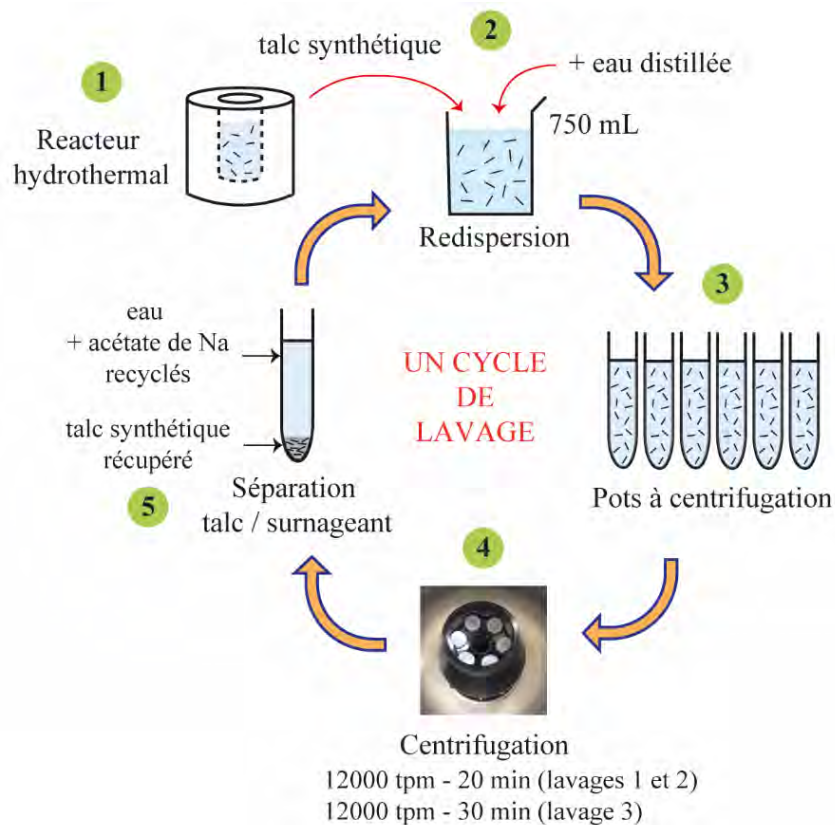 1
Reacteur
hydrothermal
talc synthétique
2
+ eau distillée
750 mL
Redispersion
3
Pots à centrifugation
4
Centrifugation
12000 tpm - 20 min (lavages 1 et 2)
12000 tpm - 30 min (lavage 3)
eau
+ acétate de Na
recyclés
talc synthétique
récupéré
5
Séparation
talc / surnageant
UN CYCLE
DE
LAVAGE